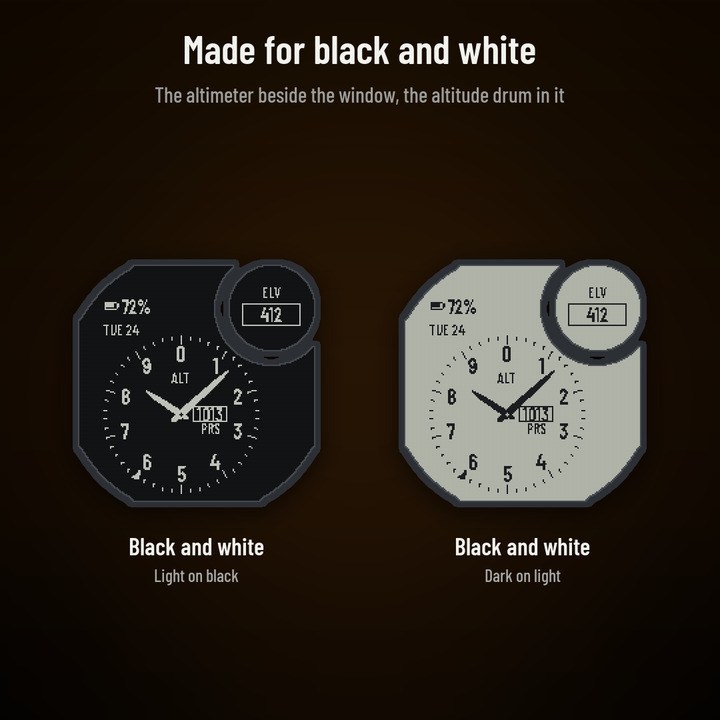 Made for black and white
The altimeter beside the window, the altitude drum in it
ELV
412
72%
TUE 24
0
1
2
3
4
5
6
7
8
9
ALT
1013
PRS
ELV
412
72%
TUE 24
0
1
2
3
4
5
6
7
8
9
ALT
1013
PRS
Black and white
Light on black
Black and white
Dark on light